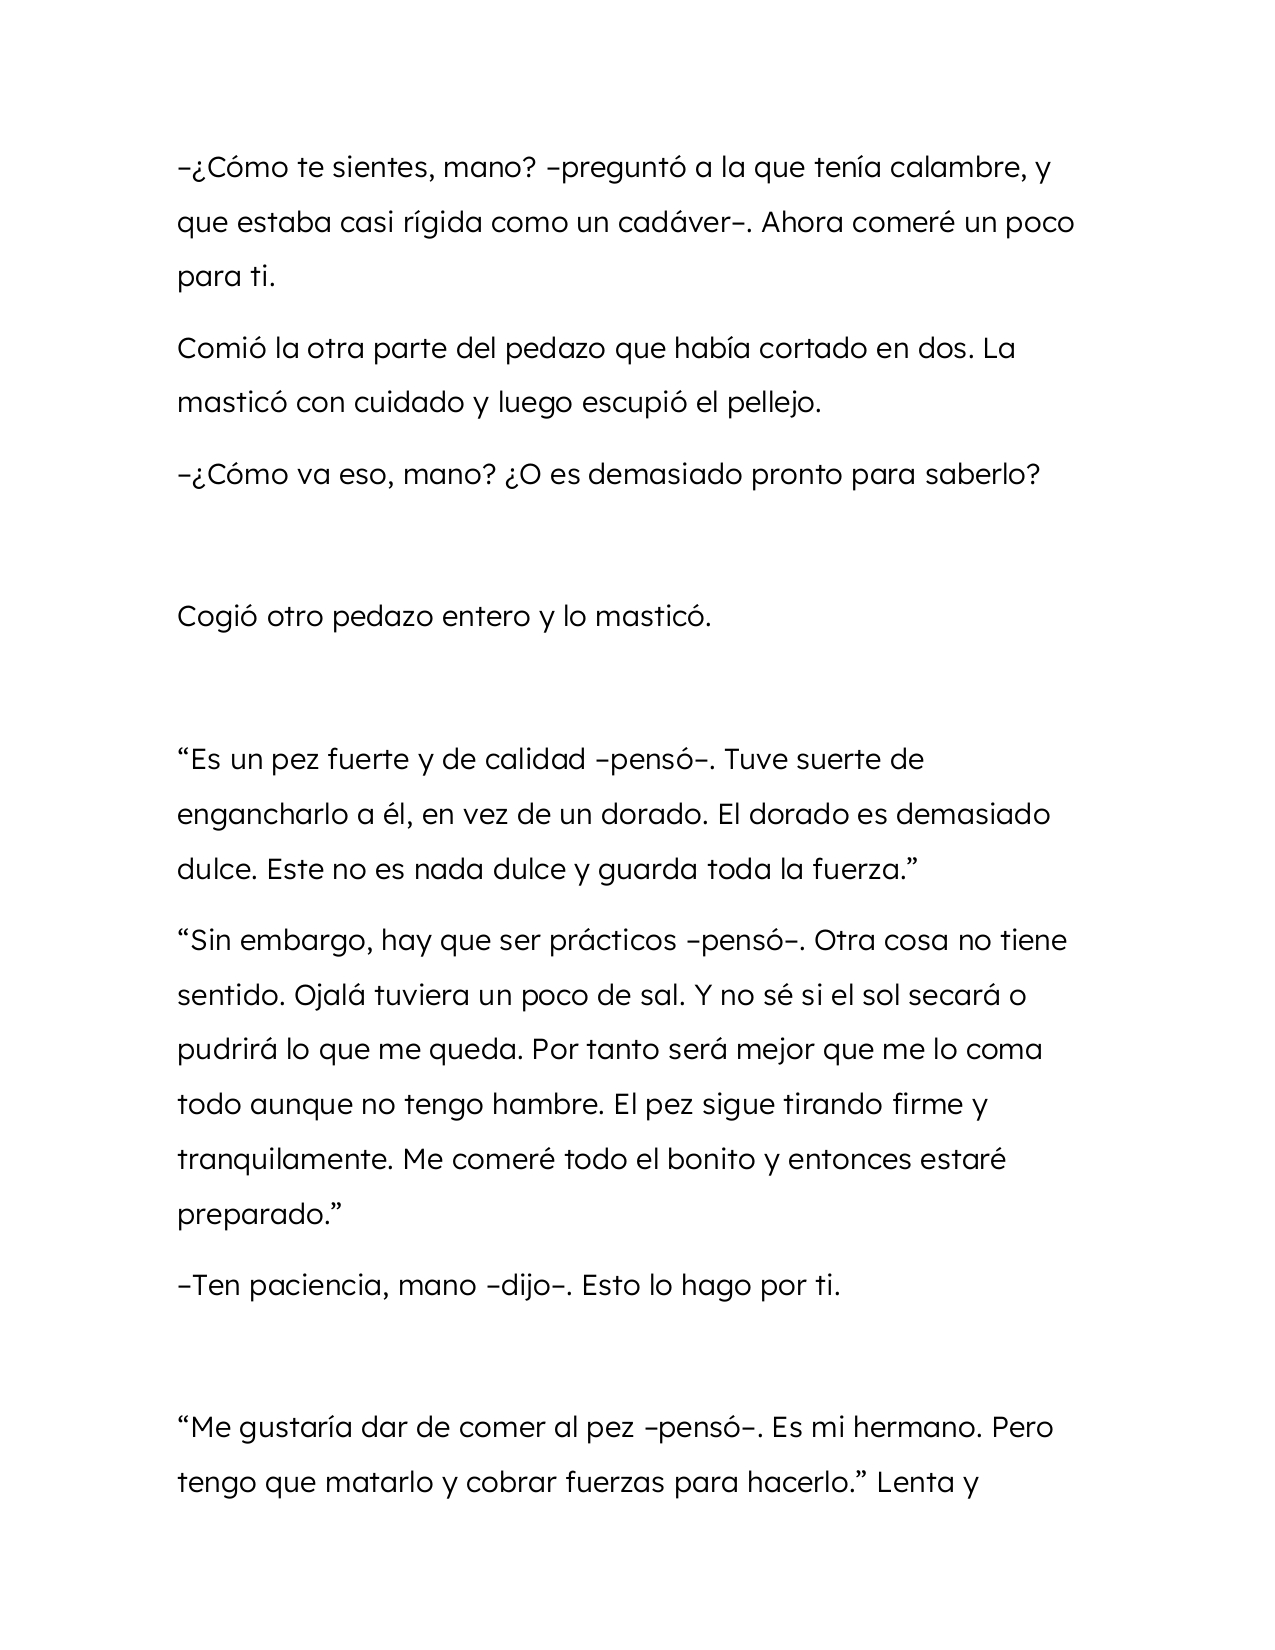 –¿Cómo te sientes, mano? –preguntó a la que tenía calambre, y
que estaba casi rígida como un cadáver–. Ahora comeré un poco
para ti.
Comió la otra parte del pedazo que había cortado en dos. La
masticó con cuidado y luego escupió el pellejo.
–¿Cómo va eso, mano? ¿O es demasiado pronto para saberlo?
Cogió otro pedazo entero y lo masticó.
“Es un pez fuerte y de calidad –pensó–. Tuve suerte de
engancharlo a él, en vez de un dorado. El dorado es demasiado
dulce. Este no es nada dulce y guarda toda la fuerza.”
“Sin embargo, hay que ser prácticos –pensó–. Otra cosa no tiene
sentido. Ojalá tuviera un poco de sal. Y no sé si el sol secará o
pudrirá lo que me queda. Por tanto será mejor que me lo coma
todo aunque no tengo hambre. El pez sigue tirando firme y
tranquilamente. Me comeré todo el bonito y entonces estaré
preparado.”
–Ten paciencia, mano –dijo–. Esto lo hago por ti.
“Me gustaría dar de comer al pez –pensó–. Es mi hermano. Pero
tengo que matarlo y cobrar fuerzas para hacerlo.” Lenta y